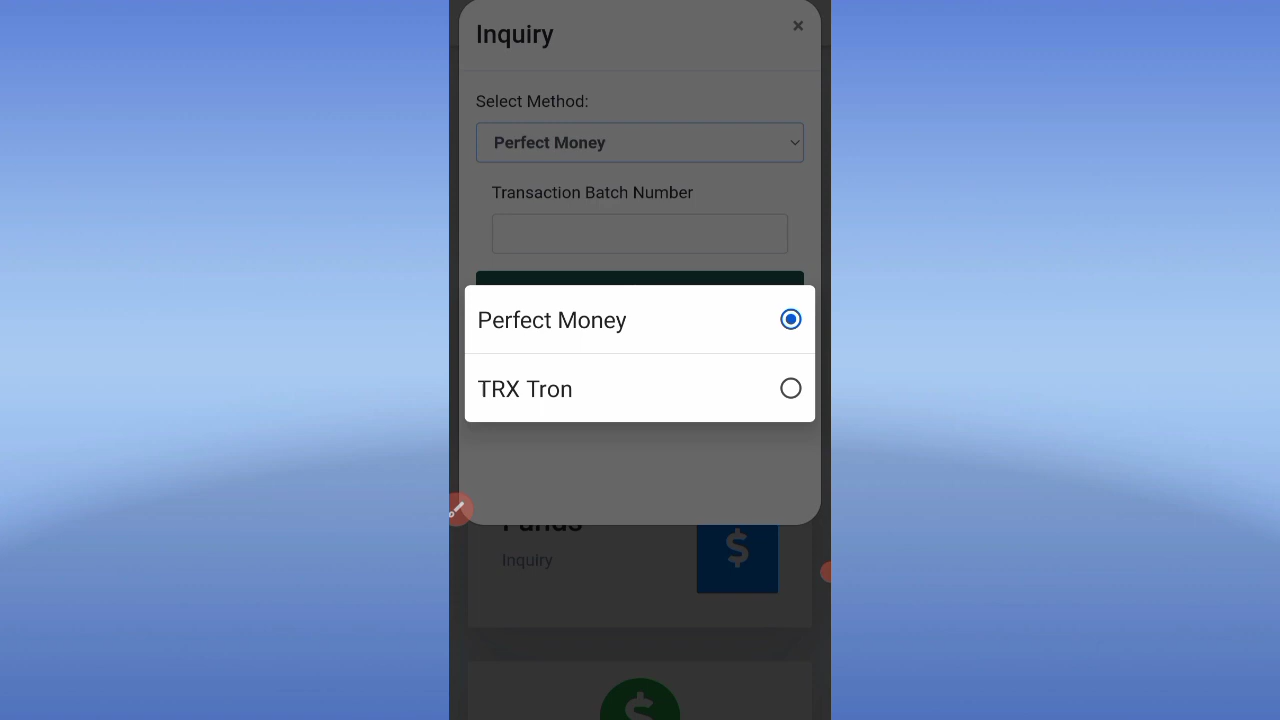 Inquiry
×
Select Method:
Perfect Money
Transaction Batch Number
Perfect Money
TRX Tron
Funds
Inquiry
$
$